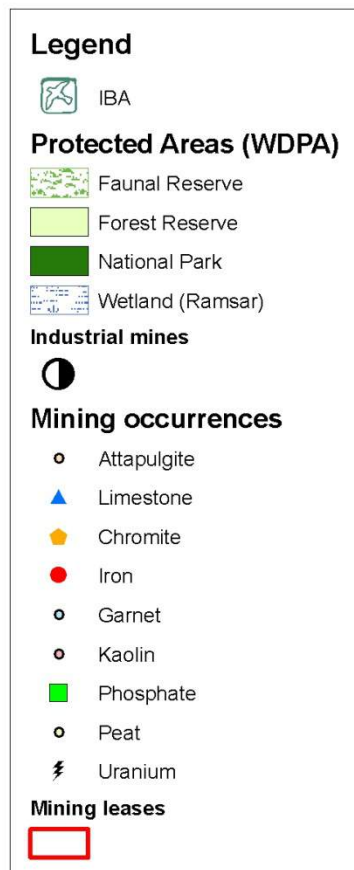 Legend
IBA
Protected Areas (WDPA)
Faunal Reserve
Forest Reserve
National Park
Wetland (Ramsar)
Industrial mines
Mining occurrences
Attapulgite
Limestone
Chromite
Iron
Garnet
Kaolin
Phosphate
Peat
Uranium
Mining leases